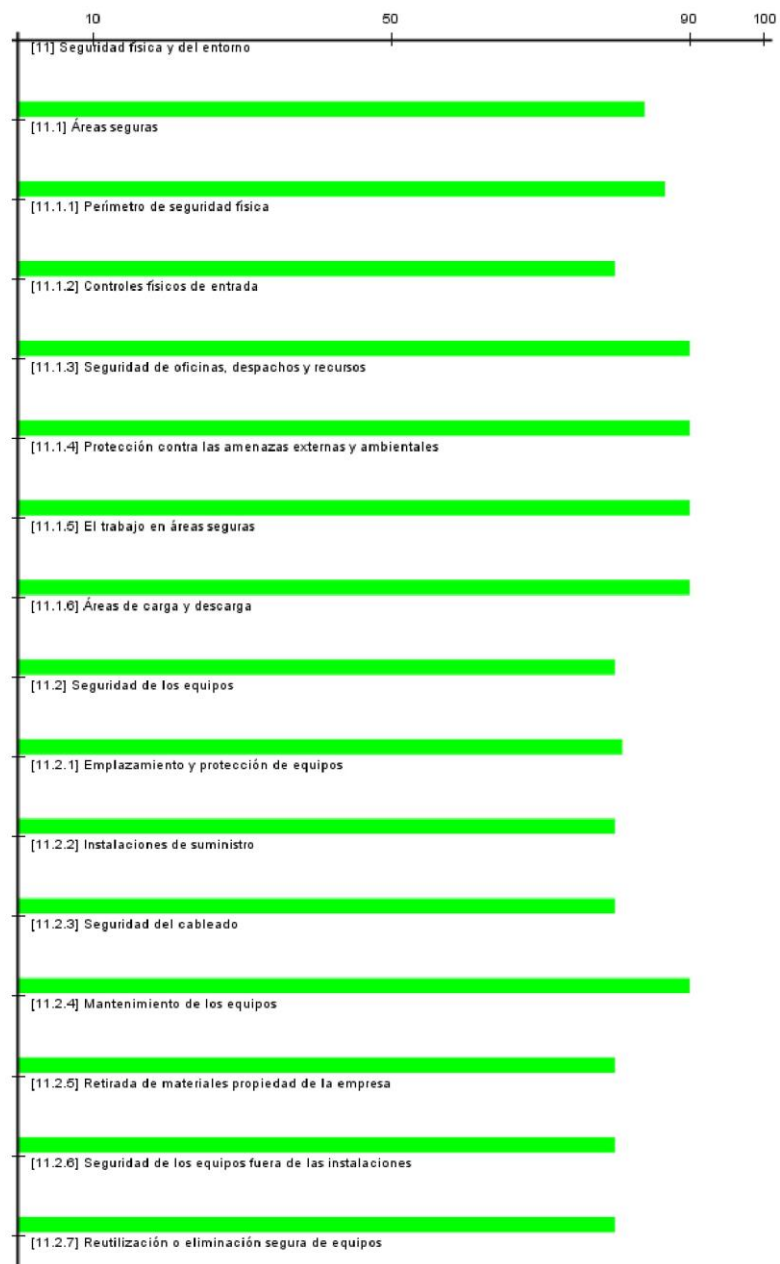 10 50 90 100
[11] Seguridad física y del entorno
[11.1] Áreas seguras
[11.1.1] Perímetro de seguridad física
[11.1.2] Controles físicos de entrada
[11.1.3] Seguridad de oficinas, despachos y recursos
[11.1.4] Protección contra las amenazas externas y ambientales
[11.1.5] El trabajo en áreas seguras
[11.1.6] Áreas de carga y descarga
[11.2] Seguridad de los equipos
[11.2.1] Emplazamiento y protección de equipos
[11.2.2] Instalaciones de suministro
[11.2.3] Seguridad del cableado
[11.2.4] Mantenimiento de los equipos
[11.2.5] Retirada de materiales propiedad de la empresa
[11.2.6] Seguridad de los equipos fuera de las instalaciones
[11.2.7] Reutilización o eliminación segura de equipos